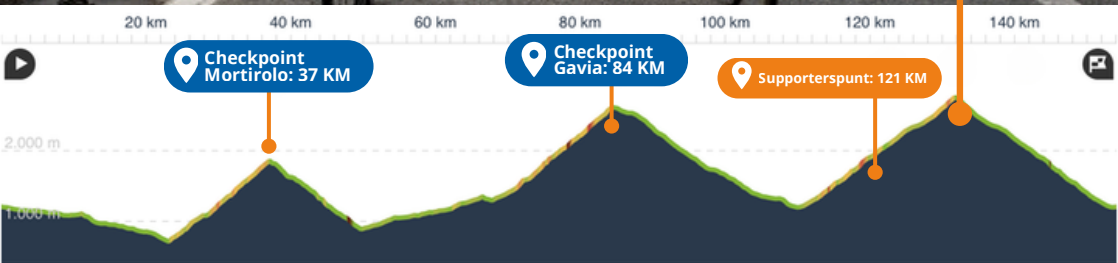 20 km 40 km 60 km 80 km 100 km 120 km 140 km
Checkpoint
Mortirolo: 37 KM
Checkpoint
Gavia: 84 KM
Supporterspunt: 121 KM
2.000 m
1.000 m